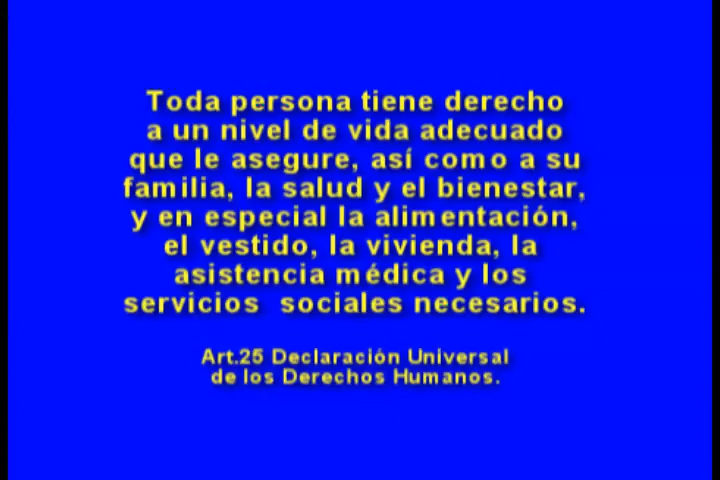 Toda persona tiene derecho
a un nivel de vida adecuado
que le asegure, así como a su
familia, la salud y el bienestar,
y en especial la alimentación,
el vestido, la vivienda, la
asistencia médica y los
servicios sociales necesarios.
Art.25 Declaración Universal
de los Derechos Humanos.